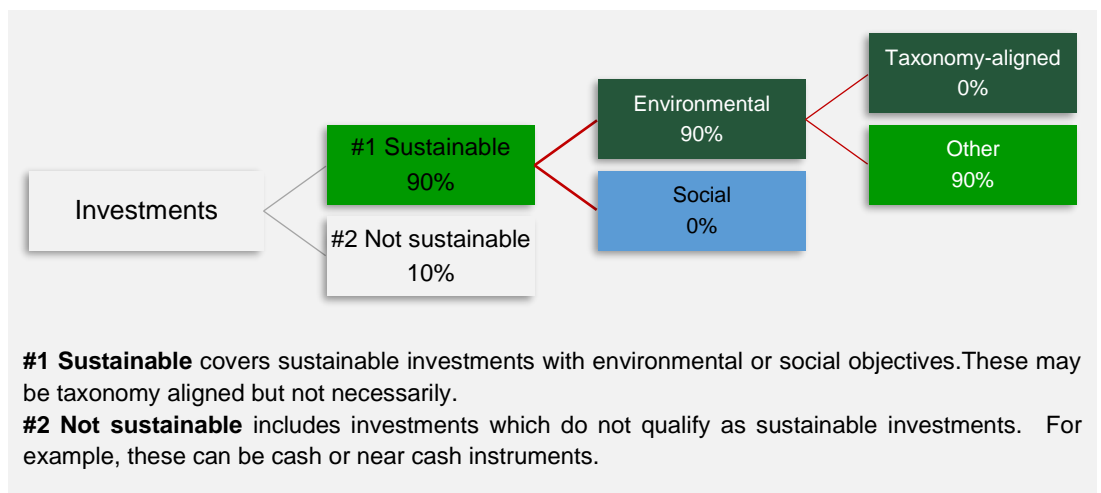 Investments
#1 Sustainable
90%
#2 Not sustainable
10%
Environmental
90%
Social
0%
Taxonomy-aligned
0%
Other
90%
#1 Sustainable covers sustainable investments with environmental or social objectives.These may
be taxonomy aligned but not necessarily.
#2 Not sustainable includes investments which do not qualify as sustainable investments. For
example, these can be cash or near cash instruments.